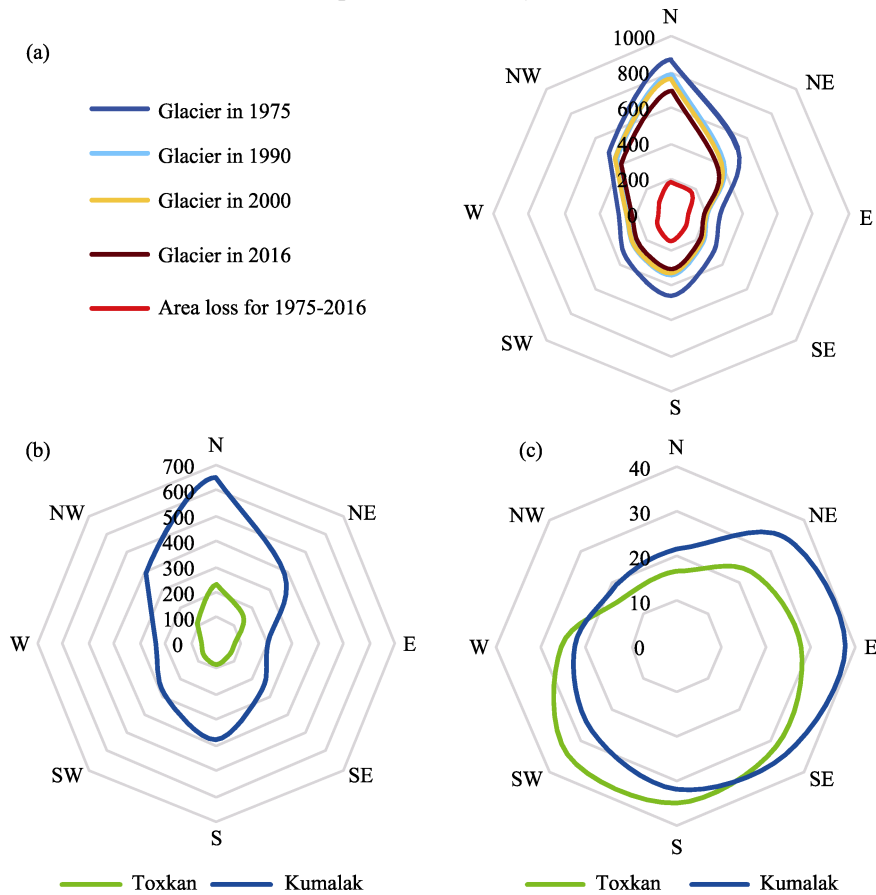 (a)
Glacier in 1975
Glacier in 1990
Glacier in 2000
Glacier in 2016
Area loss for 1975-2016
N
1000
NW
800
NE
600
400
200
W
0
E
SW
SE
S
(b)
N
700
600
NW
500
NE
400
300
200
100
W
0
E
SW
SE
S
Toxkan
Kumalak
(c)
N
40
NW
30
NE
20
10
W
0
E
SW
SE
S
Toxkan
Kumalak